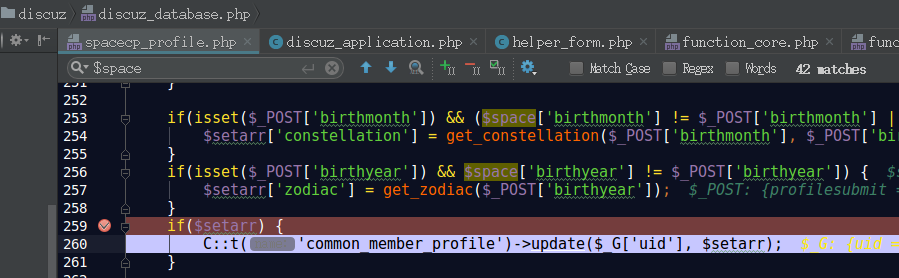 discuz discuz_database.php
spacecp_profile.php × discuz_application.php × helper_form.php × function_core.php ×
$space Match Case Regex Words 42 matches
251 }
252
253 if(isset($_POST['birthmonth']) && ($space['birthmonth'] != $_POST['birthmonth'] |
254 $setarr['constellation'] = get_constellation($_POST['birthmonth'], $_POST['bi
255 }
256 if(isset($_POST['birthyear']) && $space['birthyear'] != $_POST['birthyear']) {
257 $setarr['zodiac'] = get_zodiac($_POST['birthyear']); $_POST: {profilesubmit =
258 }
259 if($setarr) {
260 C::t( 'common_member_profile')->update($_G['uid'], $setarr); $_G: {uid =
261 }